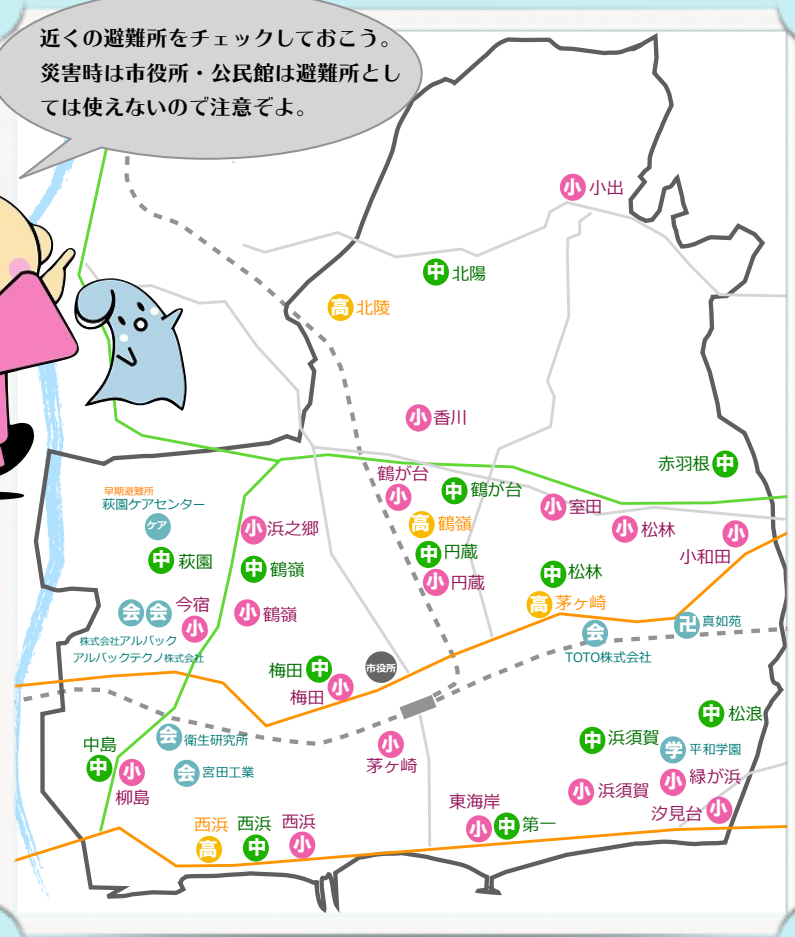 近くの避難所をチェックしておこう。
災害時は市役所・公民館は避難所とし
ては使えないので注意ぞよ。
小 小出
中 北陽
高 北陵
小 香川
赤羽根 中
鶴が台
小
中 鶴が台
早期避難所
萩園ケアセンター
ケア
小 浜之郷
高 鶴嶺
小 室田
小 松林
小
小和田
中 萩園
中 鶴嶺
中 円蔵
小 円蔵
中 松林
高 茅ヶ崎
会 会
今宿
小
小 鶴嶺
株式会社アルバック
アルバックテクノ株式会社
会
TOTO株式会社
卍 真如苑
梅田 中
梅田 小
市役所
中 松浪
会 衛生研究所
中島
中
小
柳島
会 宮田工業
小
茅ヶ崎
中 浜須賀
学 平和学園
小 浜須賀
小 緑が浜
汐見台 小
東海岸
小
中 第一
西浜
高
西浜
中
西浜
小